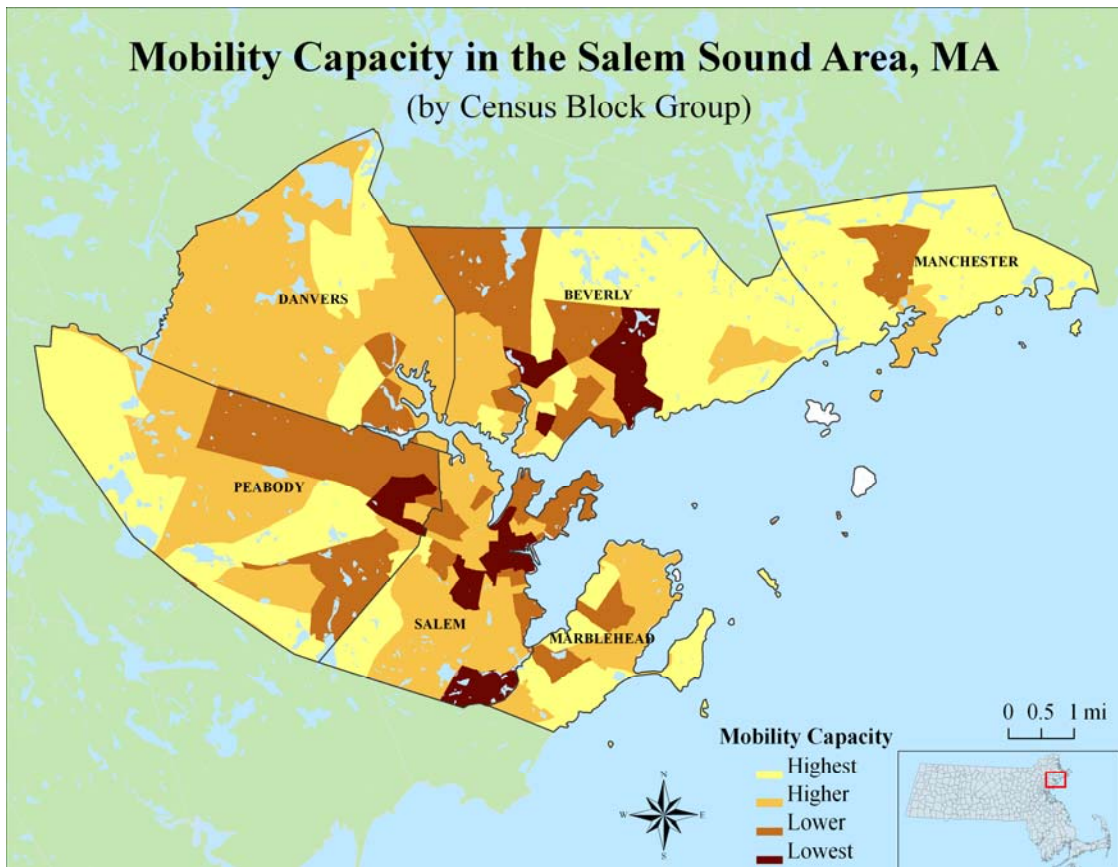 Mobility Capacity in the Salem Sound Area, MA
(by Census Block Group)
MANCHESTER
DANVERS
BEVERLY
PEABODY
SALEM
MARBLEHEAD
0 0.5 1 mi
Mobility Capacity
Highest
Higher
Lower
Lowest
N
W E
S